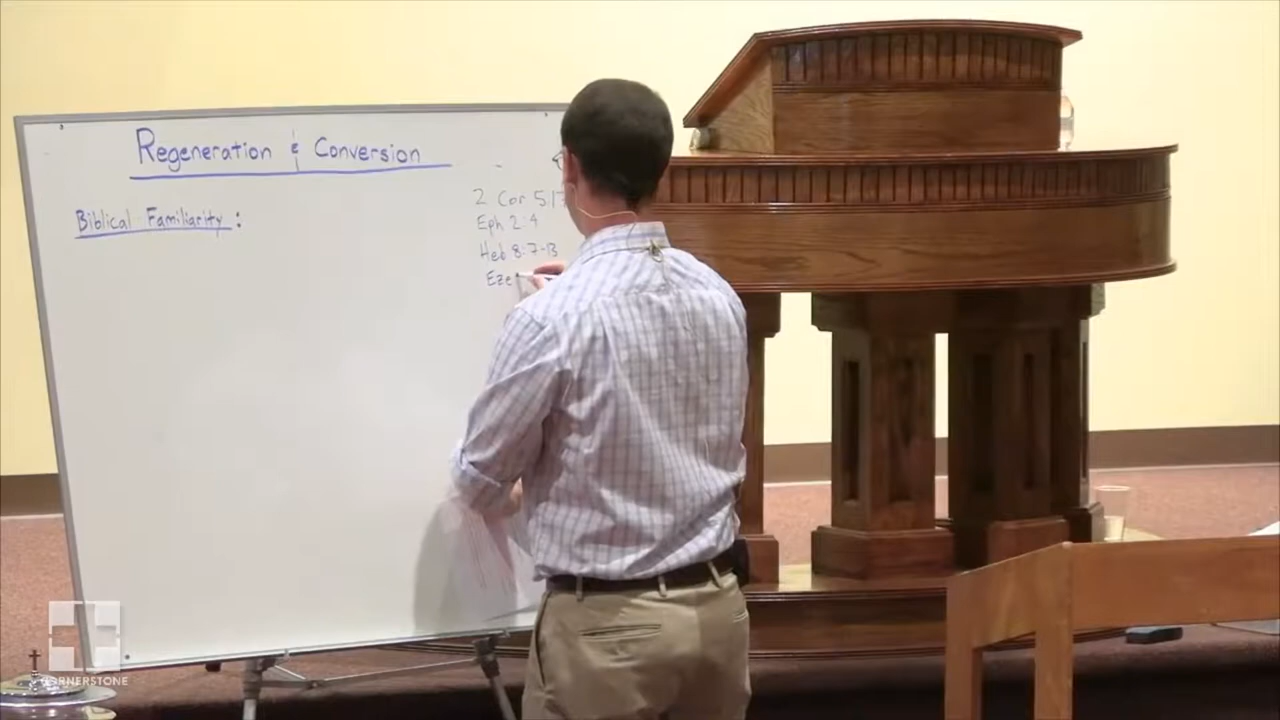 Regeneration & Conversion
Biblical Familiarity :
2 Cor 5:17
Eph 2:4
Heb 8:7-13
Eze
CORNERSTONE